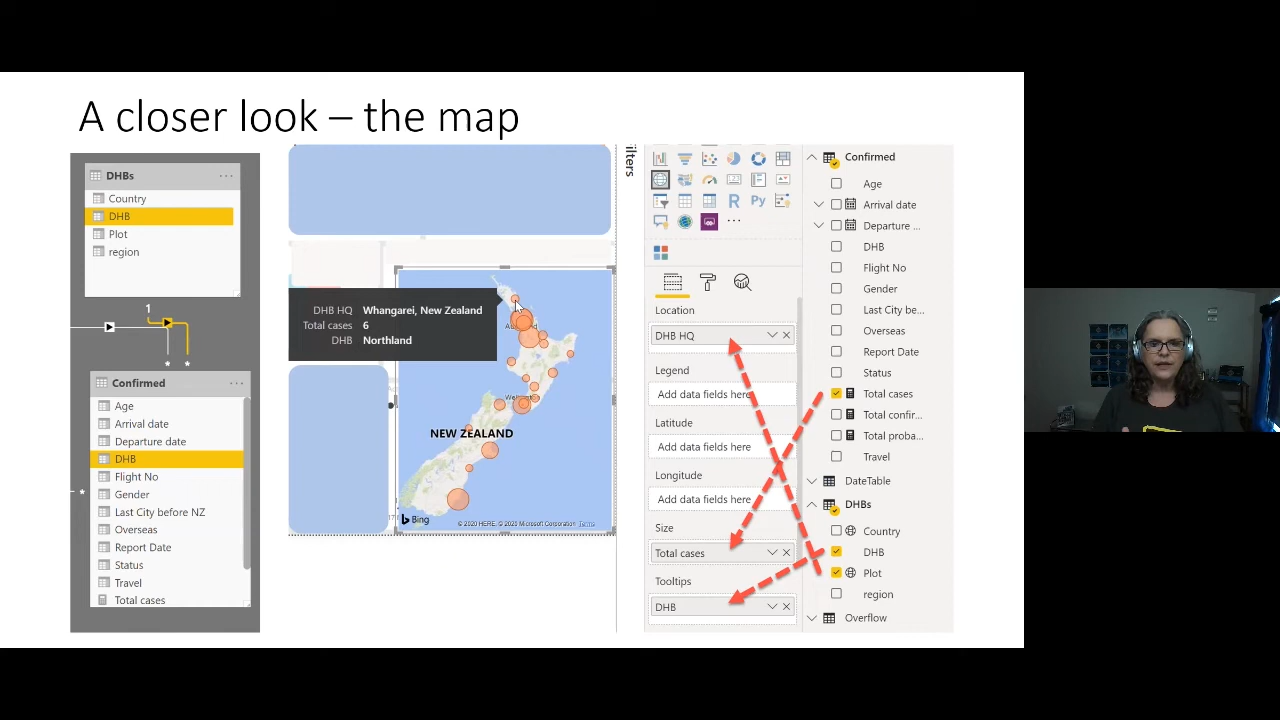 A closer look – the map
DHBs
Country
DHB
Plot
region
1
*
*
*
Confirmed
Age
Arrival date
Departure date
DHB
Flight No
Gender
Last City before NZ
Overseas
Report Date
Status
Travel
Total cases
DHB HQ Whangarei, New Zealand
Total cases 6
DHB Northland
NEW ZEALAND
Bing
© 2020 HERE, © 2020 Microsoft Corporation Terms
ilters
R
Py
Location
DHB HQ
Legend
Add data fields here
Latitude
Add data fields here
Longitude
Add data fields here
Size
Total cases
Tooltips
DHB
Confirmed
Age
Arrival date
Departure ...
DHB
Flight No
Gender
Last City be...
Overseas
Report Date
Status
Total cases
Total confir...
Total proba...
Travel
DateTable
DHBs
Country
DHB
Plot
region
Overflow